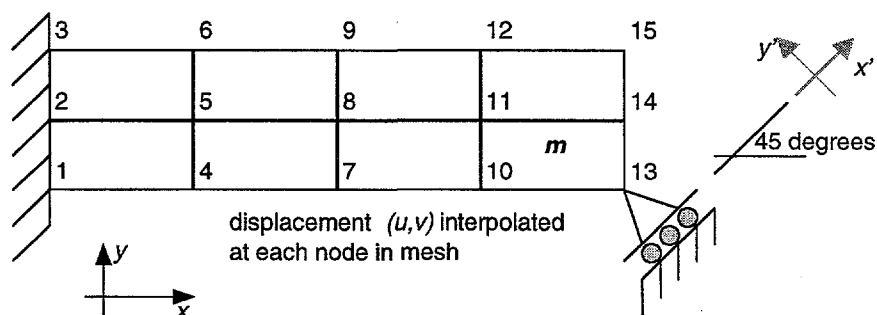 3 6 9 12 15
y' x'
2 5 8 11 14
m 45 degrees
1 4 7 10 13
displacement (u,v) interpolated
at each node in mesh
y
x